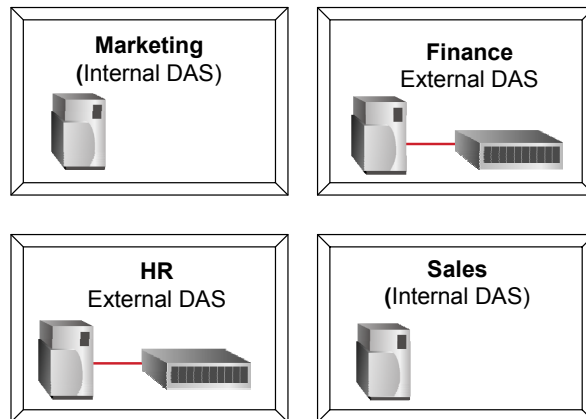 Marketing
(Internal DAS)
Finance
External DAS
HR
External DAS
Sales
(Internal DAS)